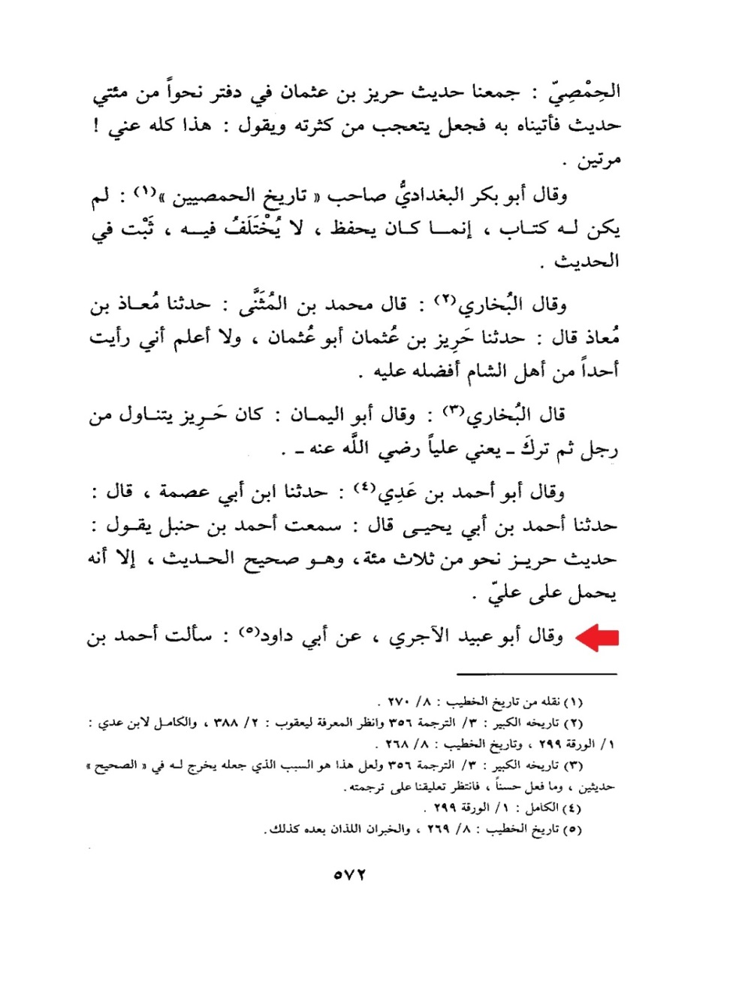 الحِمْصِيّ : جمعنا حديث حريز بن عثمان في دفتر نحواً من مئتي
حديث فأتيناه به فجعل يتعجب من كثرته ويقول : هذا كله عني !
مرتين .
وقال أبو بكر البغداديُّ صاحب « تاريخ الحمصيين »(١) : لم
يكن لـه كتـاب ، إنمـا كـان يحفظ ، لا يُخْتَلَفُ فيـه ، ثَبْت في
الحديث .
وقال البُخاري(٢) : قال محمد بن المُثَنَّى : حدثنا مُعـاذ بن
مُعاذ قال : حدثنا حَرِيز بن عُثمان أبو عُثمان ، ولا أعلم أني رأيت
أحداً من أهل الشام أفضله عليه .
قال البُخاري(٣) : وقال أبو اليمـان : كان حَـرِيز يتنـاول من
رجل ثم تركَ ـ يعني علياً رضي اللَّه عنه ـ .
وقال أبو أحمد بن عَدِي(٤) : حدثنا ابن أبي عصمة ، قال :
حدثنا أحمد بن أبي يحيـى قال : سمعت أحمد بن حنبل يقـول :
حديث حريـز نحو من ثلاث مئة، وهـو صحيح الحـديث ، إلا أنه
يحمل على عليّ .
وقال أبو عبيد الآجري ، عن أبي داود(٥) : سألت أحمد بن
(١) نقله من تاريخ الخطيب : ٨/ ٢٧٠ .
(٢) تاريخه الكبير : ٣/ الترجمة ٣٥٦ وانظر المعرفة ليعقوب : ٢/ ٣٨٨ ، والكامـل لابن عدي :
١/ الورقة ٢٩٩ ، وتاريخ الخطيب : ٨/ ٢٦٨ .
(٣) تاريخه الكبير : ٣/ الترجمة ٣٥٦ ولعل هذا هو السبب الذي جعله يخرج لـه في « الصحيح »
حديثين ، وما فعل حسناً ، فانتظر تعليقنا على ترجمته.
(٤) الكامل : ١/ الورقة ٢٩٩ .
(٥) تاريخ الخطيب : ٨/ ٢٦٩ ، والخبران اللذان بعده كذلك.
٥٧٢